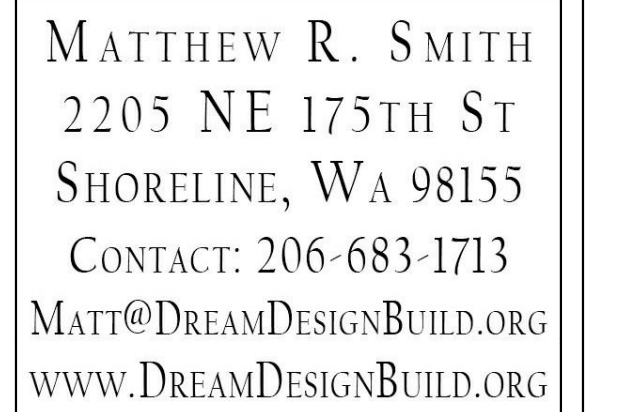 Matthew R. Smith
2205 NE 175th St
Shoreline, Wa 98155
Contact: 206-683-1713
Matt@DreamDesignBuild.org
www.DreamDesignBuild.org